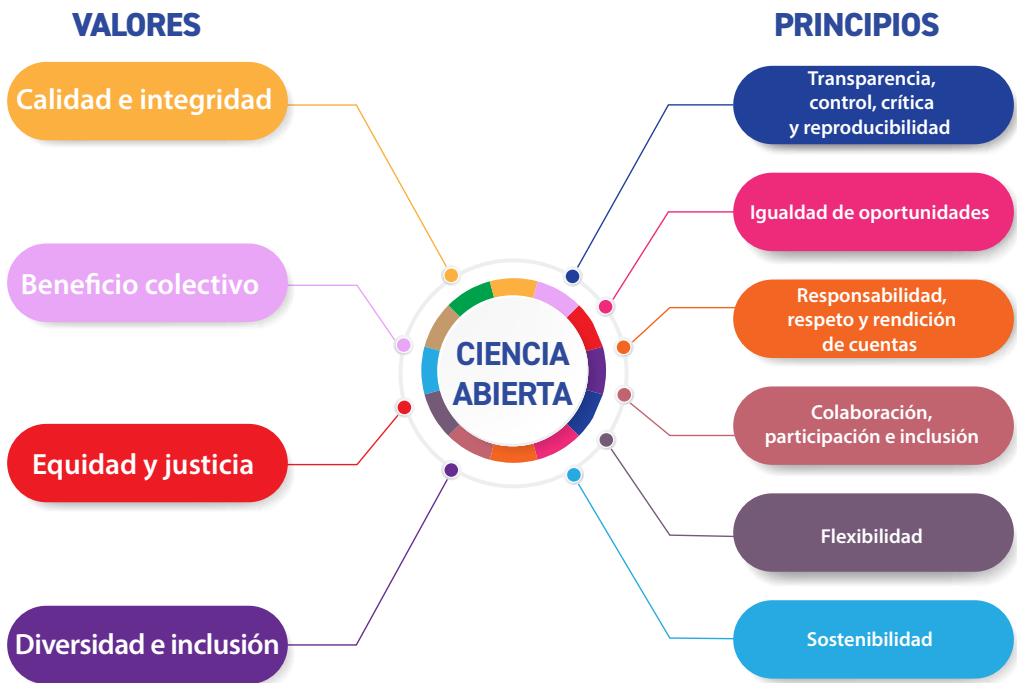 VALORES
Calidad e integridad
Beneficio colectivo
Equidad y justicia
Diversidad e inclusión
CIENCIA
ABIERTA
PRINCIPIOS
Transparencia,
control, crítica
y reproducibilidad
Igualdad de oportunidades
Responsabilidad,
respeto y rendición
de cuentas
Colaboración,
participación e inclusión
Flexibilidad
Sostenibilidad